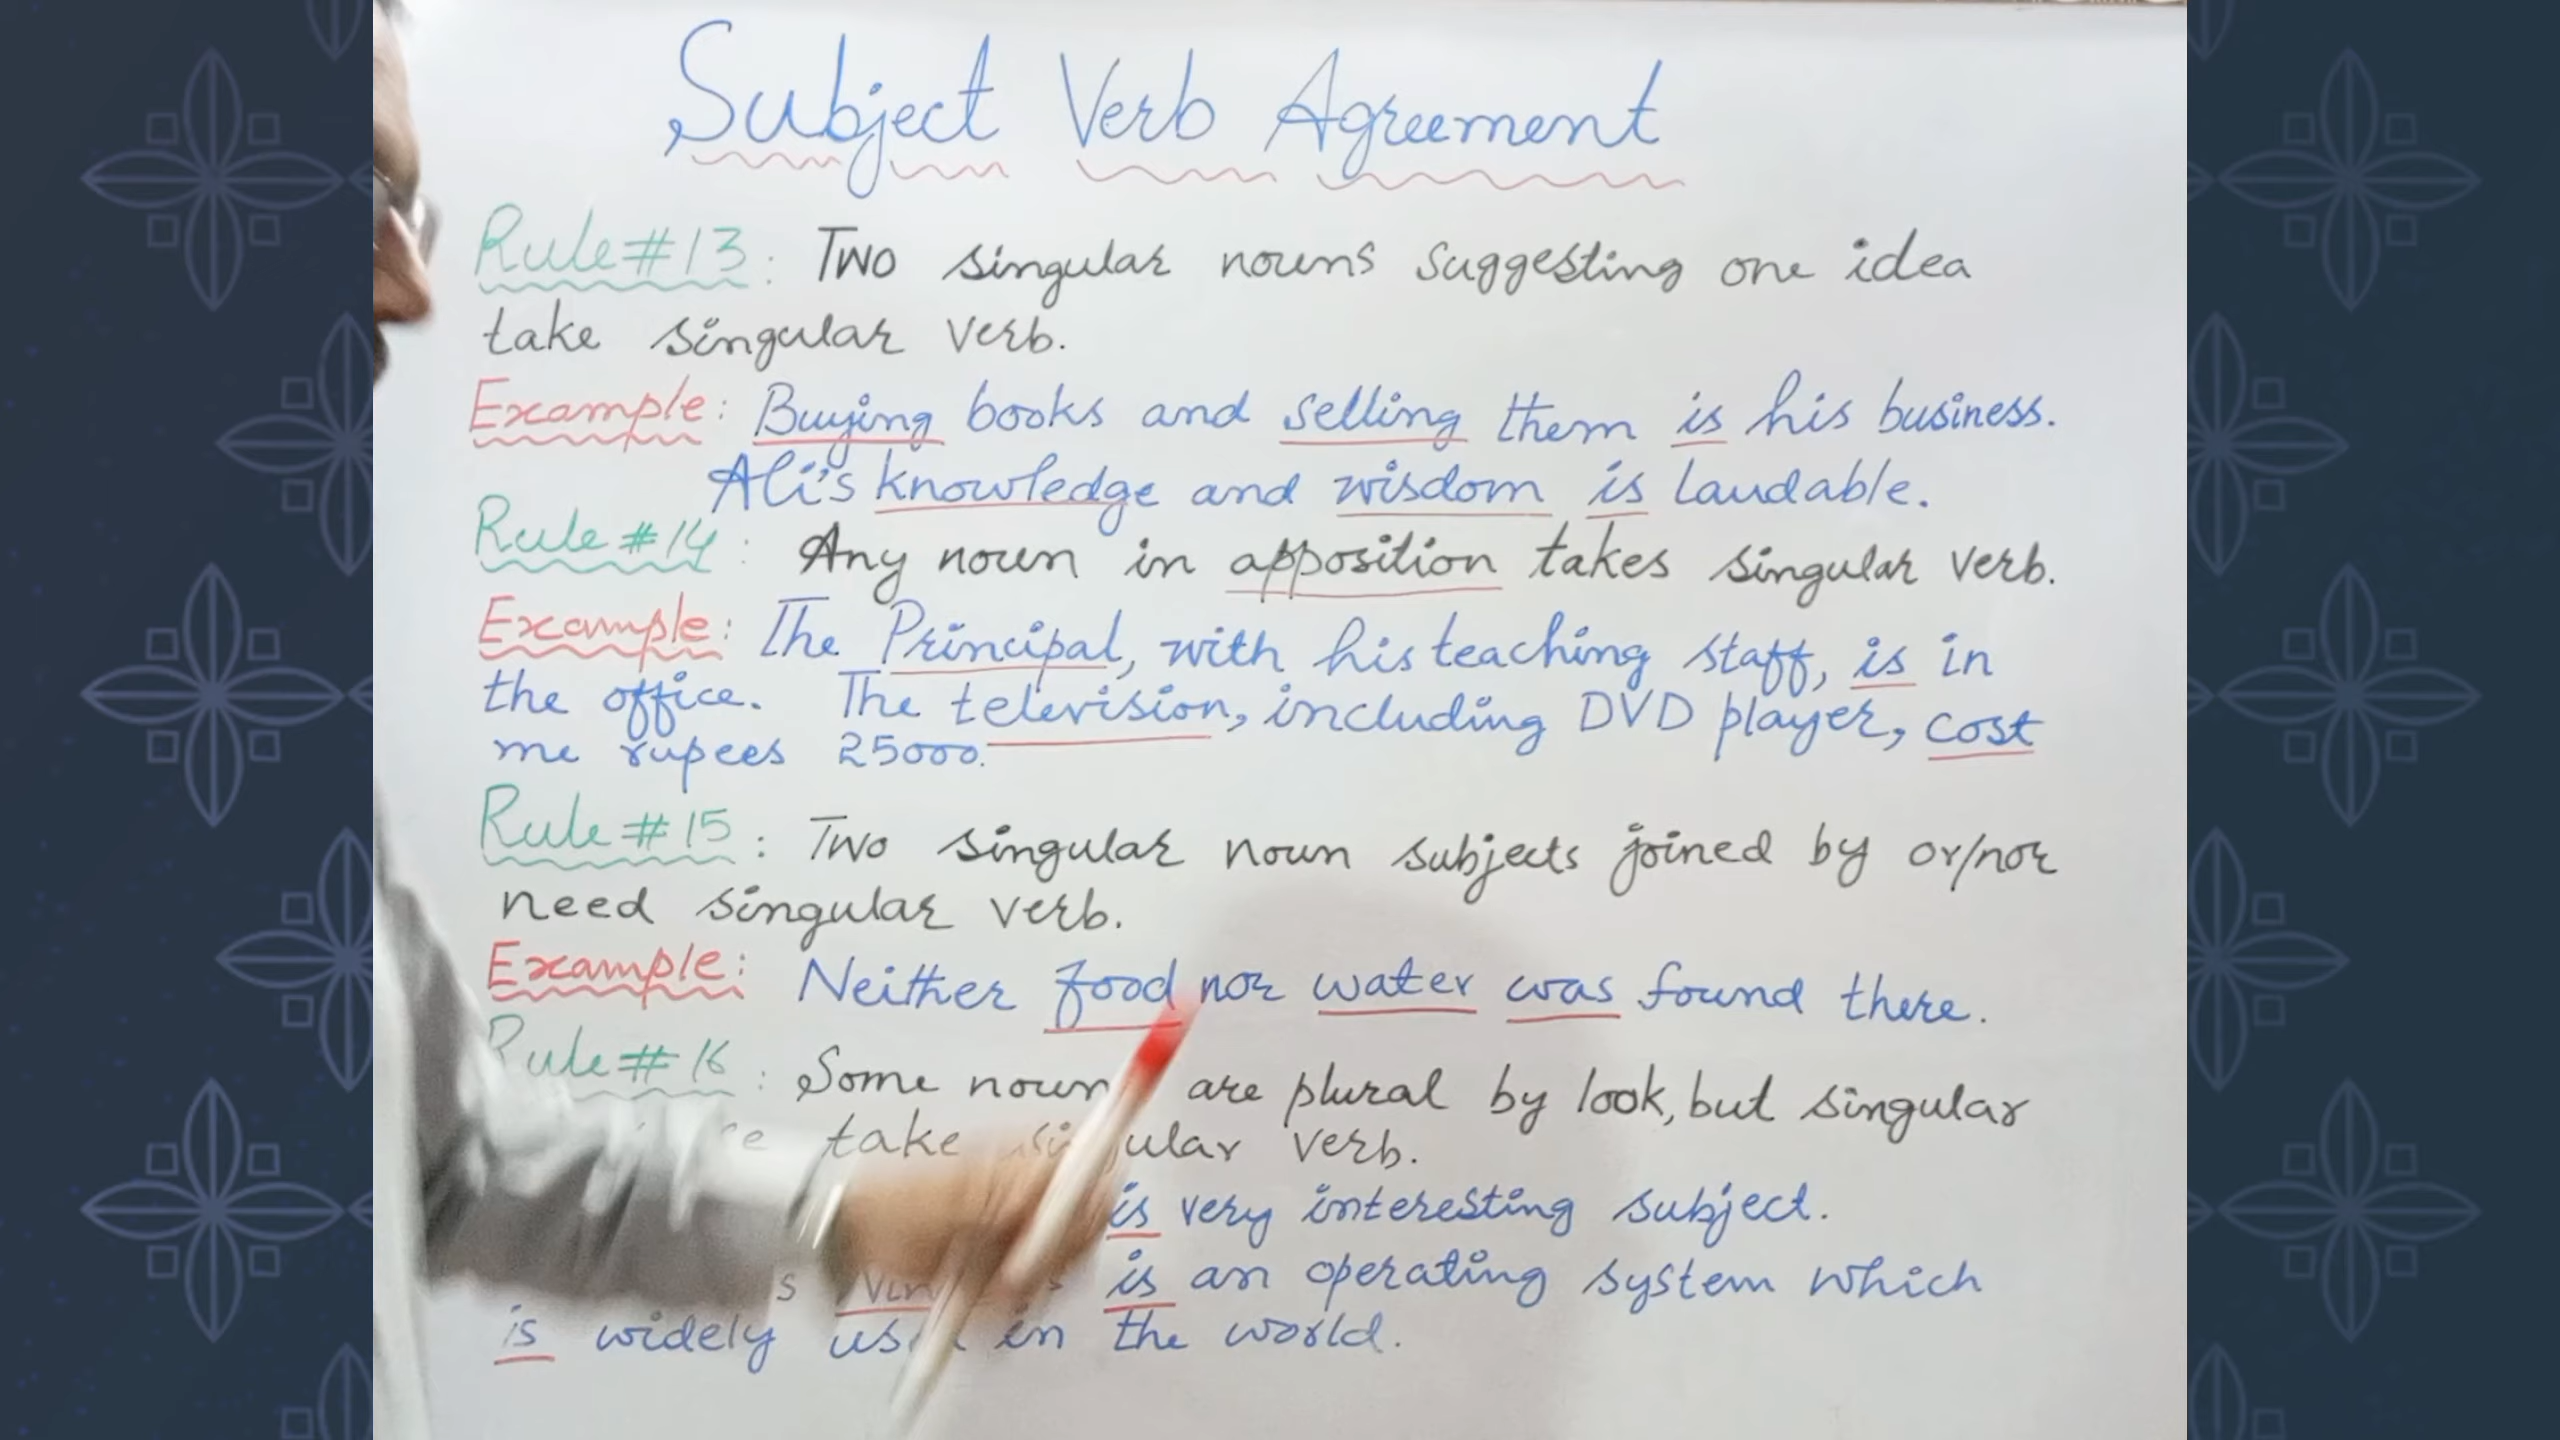 Subject Verb Agreement
Rule#13: Two singular nouns suggesting one idea
take singular verb.
Example: Buying books and selling them is his business.
Ali's knowledge and wisdom is laudable.
Rule#14: Any noun in apposition takes singular verb.
Example: The Principal, with his teaching staff, is in
the office. The television, including DVD player, cost
me rupees 25000.
Rule#15: Two singular noun subjects joined by or/nor
need singular verb.
Example: Neither food nor water was found there.
Rule#16: Some noun are plural by look, but singular
take singular verb.
is very interesting subject.
is an operating system which
is widely in the world.